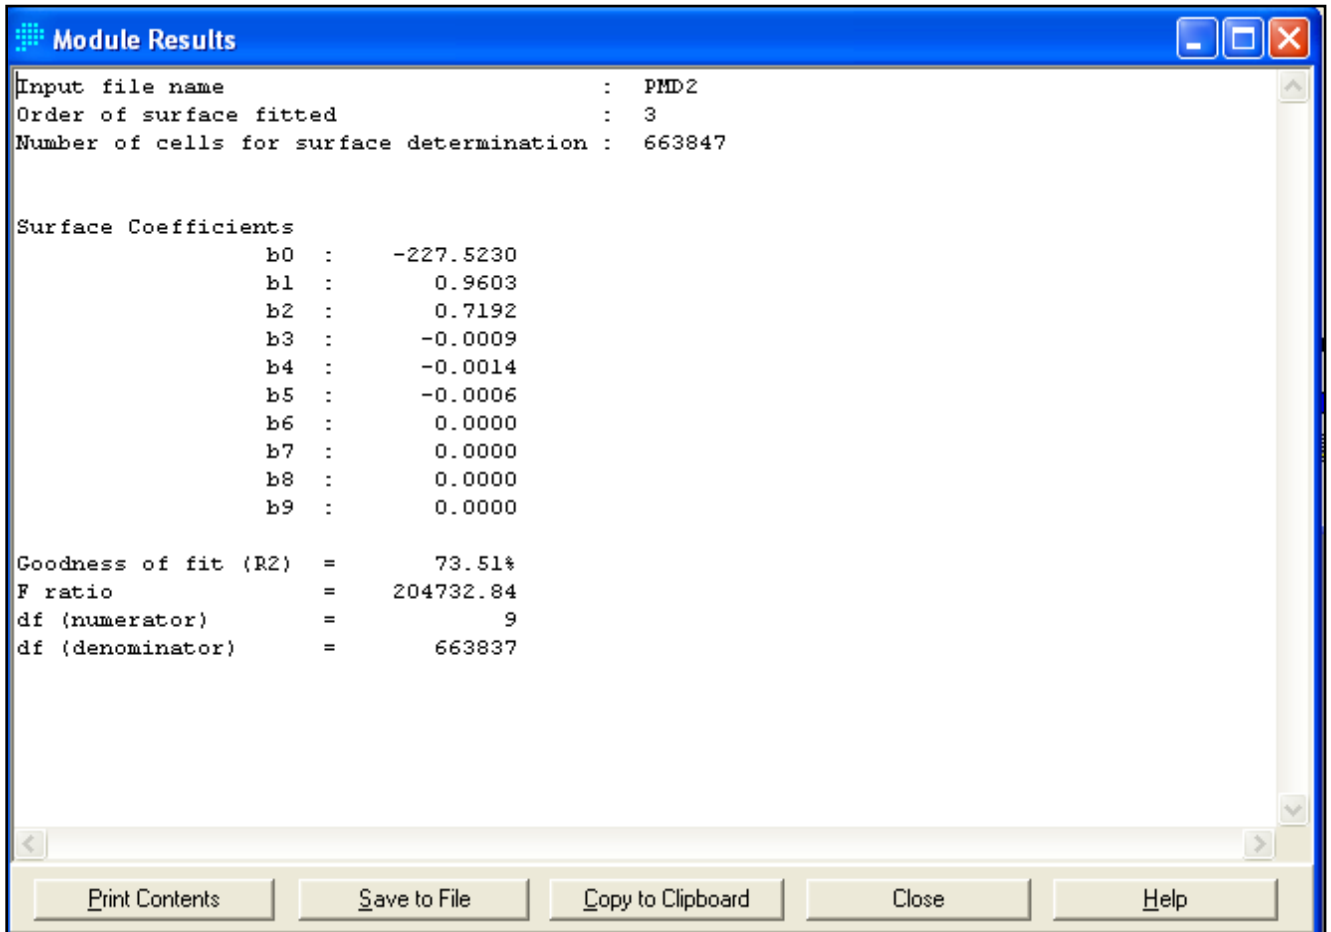 Module Results
Input file name : PMD2
Order of surface fitted : 3
Number of cells for surface determination : 663847
Surface Coefficients
b0 : -227.5230
b1 : 0.9603
b2 : 0.7192
b3 : -0.0009
b4 : -0.0014
b5 : -0.0006
b6 : 0.0000
b7 : 0.0000
b8 : 0.0000
b9 : 0.0000
Goodness of fit (R2) = 73.51%
F ratio = 204732.84
df (numerator) = 9
df (denominator) = 663837
Print Contents Save to File Copy to Clipboard Close Help